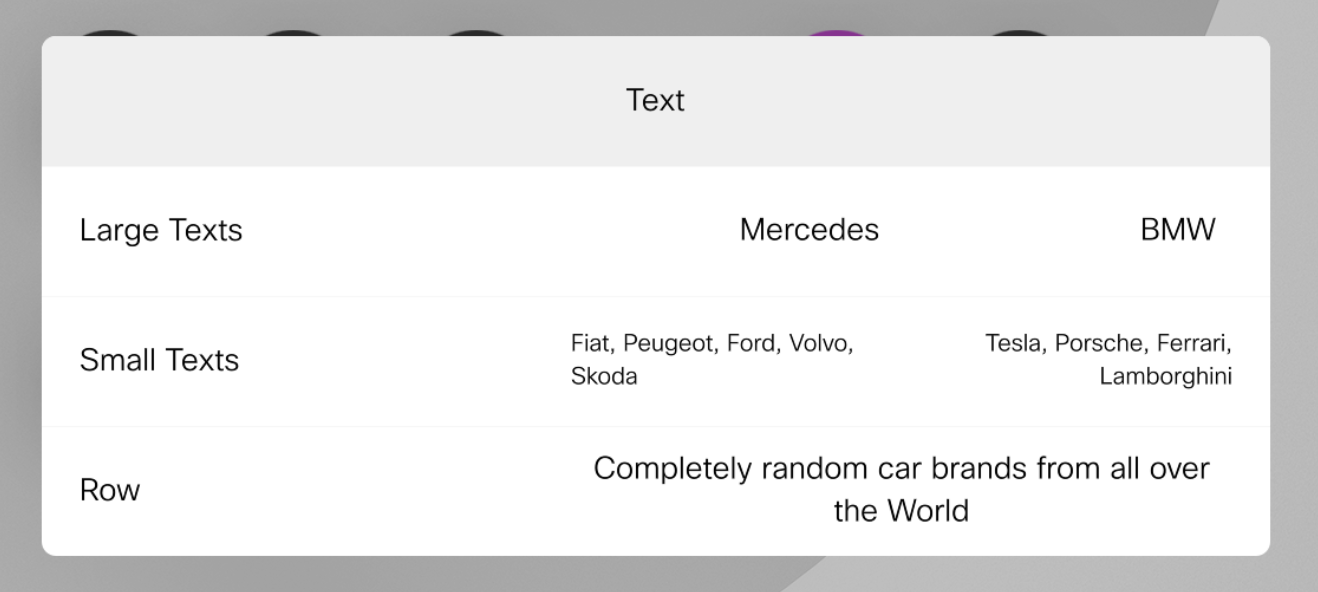 Text
Large Texts
Mercedes
BMW
Small Texts
Fiat, Peugeot, Ford, Volvo,
Skoda
Tesla, Porsche, Ferrari,
Lamborghini
Row
Completely random car brands from all over
the World